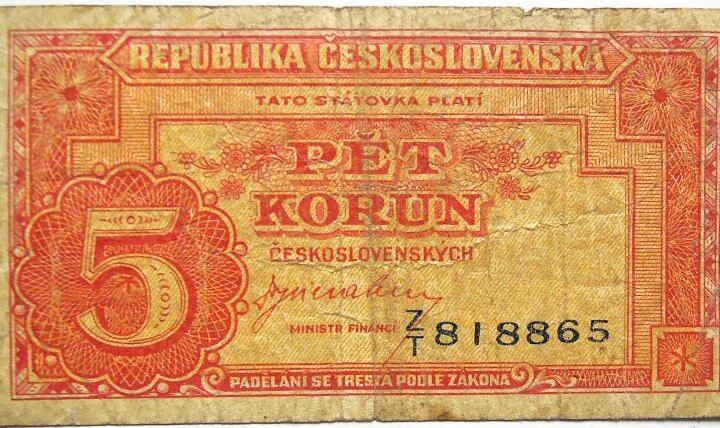 REPUBLIKA ČESKOSLOVENSKÁ
TATO STÁTOVKA PLATÍ
PĚT
KORUN
ČESKOSLOVENSKÝCH
5
MINISTR FINANCÍ
Z/T 818865
PADĚLÁNÍ SE TRESTÁ PODLE ZÁKONA